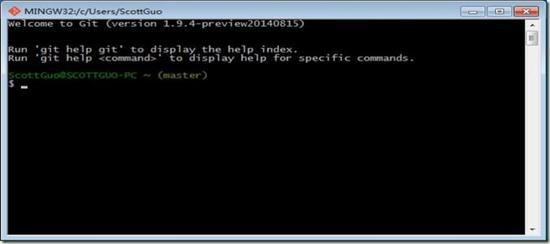 MINGW32:/c/Users/ScottGuo
Welcome to Git (version 1.9.4-preview20140815)
Run 'git help git' to display the help index.
Run 'git help <command>' to display help for specific commands.
ScottGuo@SCOTTGUO-PC ~ (master)
$